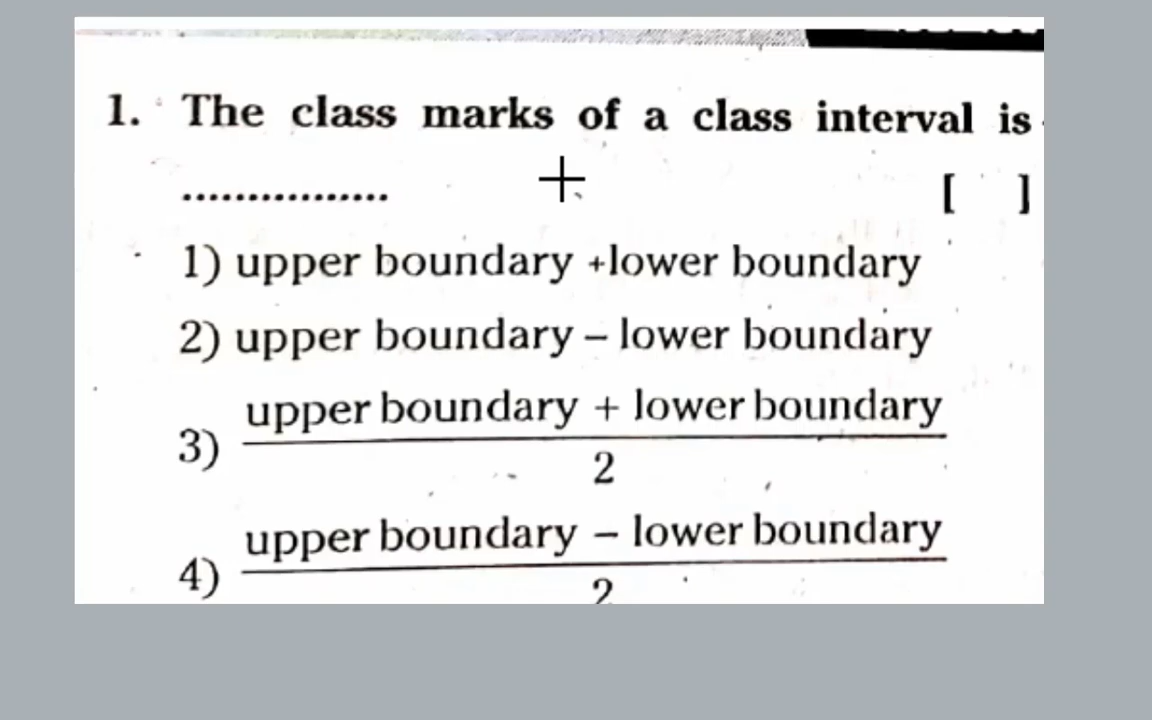 1. The class marks of a class interval is
................ [ ]
1) upper boundary +lower boundary
2) upper boundary – lower boundary
3) upper boundary + lower boundary
2
4) upper boundary – lower boundary
2